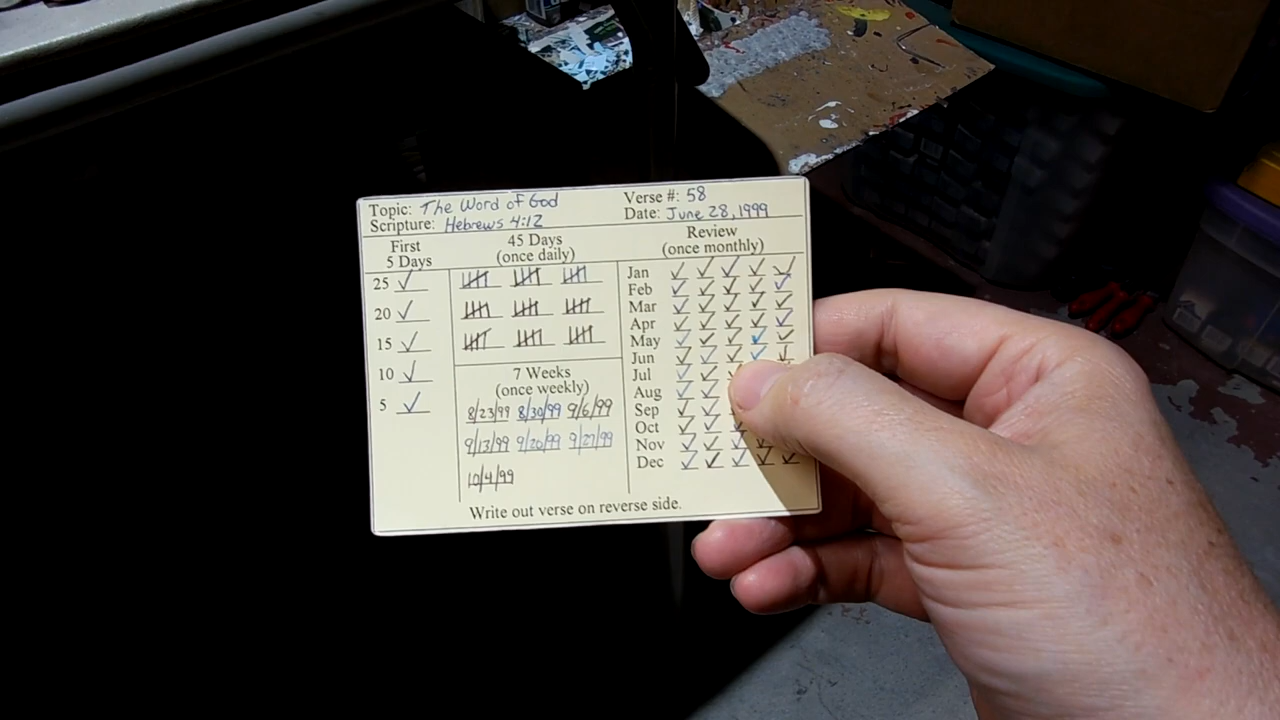 Topic: The Word of God Verse #: 58
Scripture: Hebrews 4:12 Date: June 28, 1999
First
5 Days
25 ✓
20 ✓
15 ✓
10 ✓
5 ✓
45 Days
(once daily)
7 Weeks
(once weekly)
8/23/99 8/30/99 9/6/99
9/13/99 9/20/99 9/27/99
10/4/99
Review
(once monthly)
Jan ✓ ✓ ✓ ✓ ✓
Feb ✓ ✓ ✓ ✓ ✓
Mar ✓ ✓ ✓ ✓ ✓
Apr ✓ ✓ ✓ ✓ ✓
May ✓ ✓ ✓ ✓ ✓
Jun ✓ ✓ ✓ ✓ ✓
Jul ✓ ✓ ✓
Aug ✓ ✓
Sep ✓ ✓
Oct ✓ ✓ ✓
Nov ✓ ✓ ✓ ✓
Dec ✓ ✓ ✓ ✓ ✓
Write out verse on reverse side.